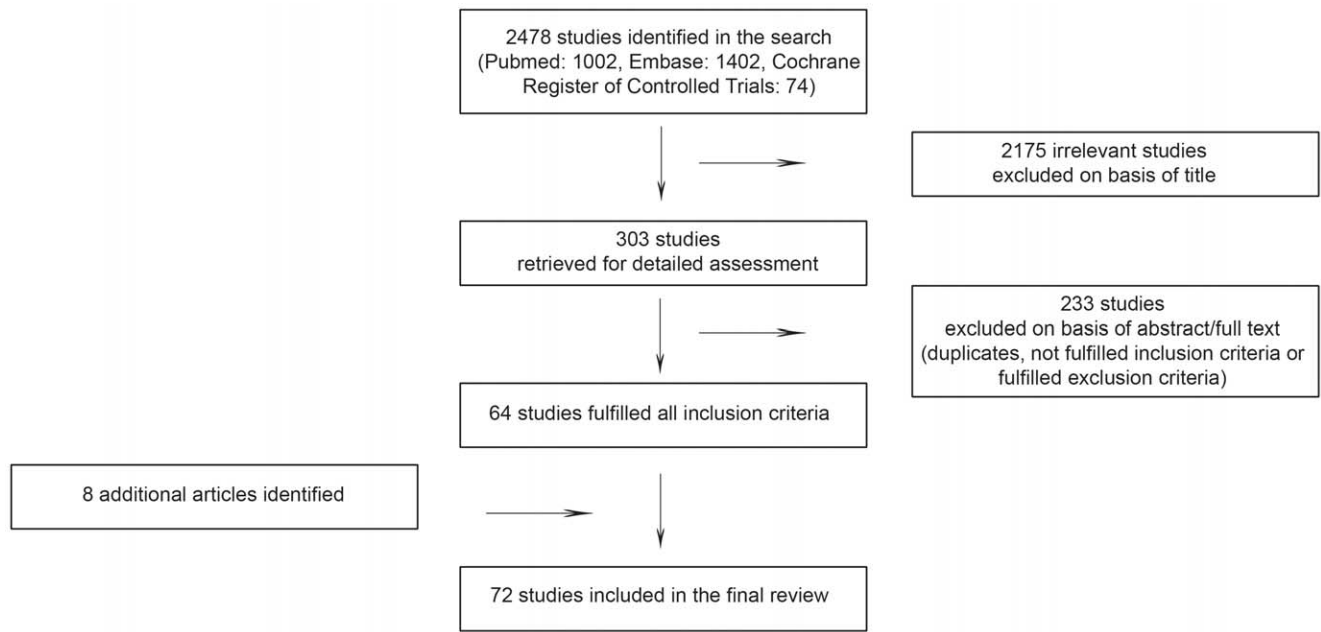 2478 studies identified in the search
(Pubmed: 1002, Embase: 1402, Cochrane
Register of Controlled Trials: 74)
2175 irrelevant studies
excluded on basis of title
303 studies
retrieved for detailed assessment
233 studies
excluded on basis of abstract/full text
(duplicates, not fulfilled inclusion criteria or
fulfilled exclusion criteria)
64 studies fulfilled all inclusion criteria
8 additional articles identified
72 studies included in the final review